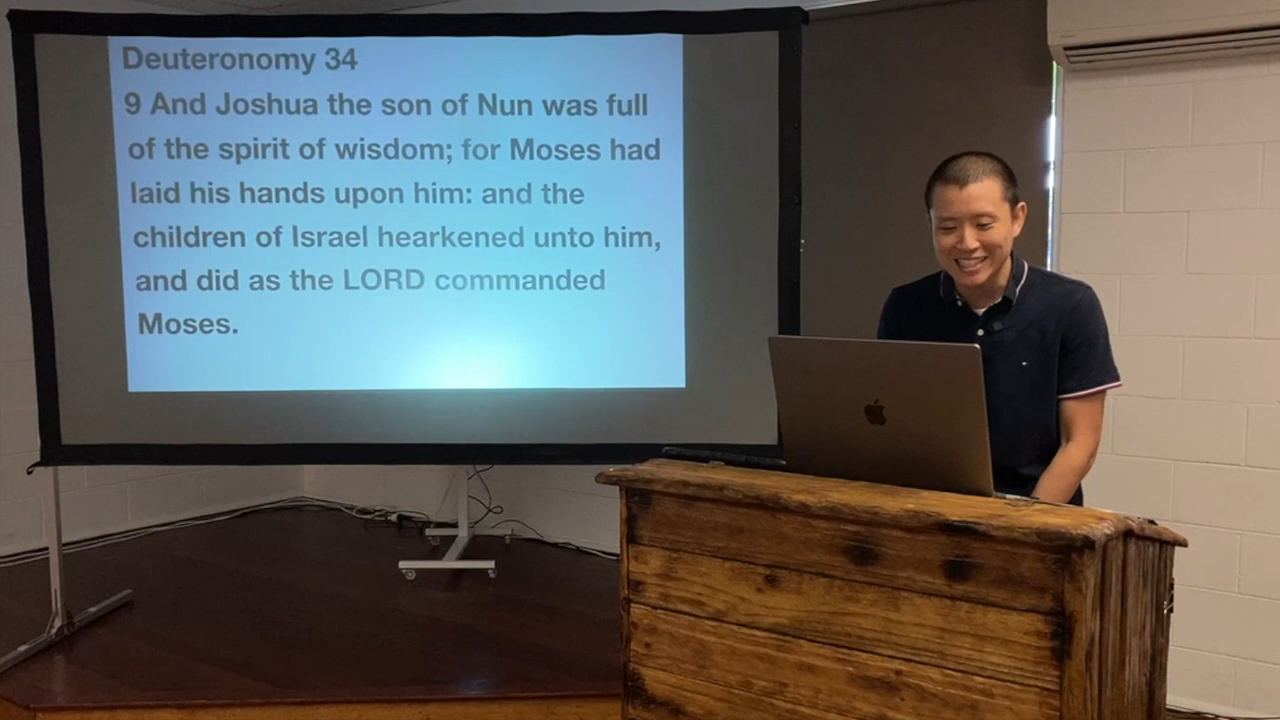 Deuteronomy 34
9 And Joshua the son of Nun was full
of the spirit of wisdom; for Moses had
laid his hands upon him: and the
children of Israel hearkened unto him,
and did as the LORD commanded
Moses.